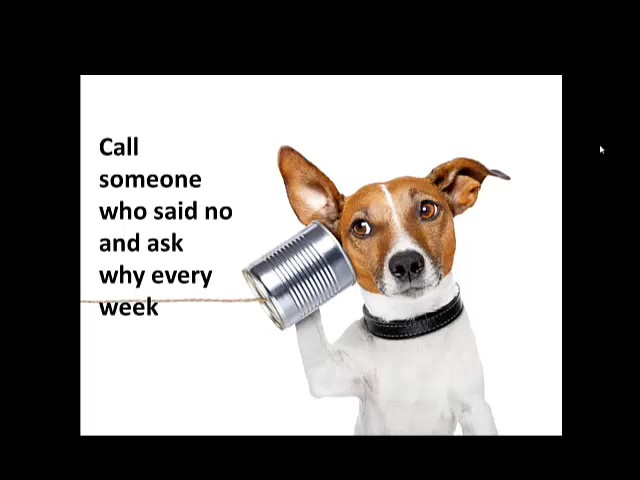 Call
someone
who said no
and ask
why every
week